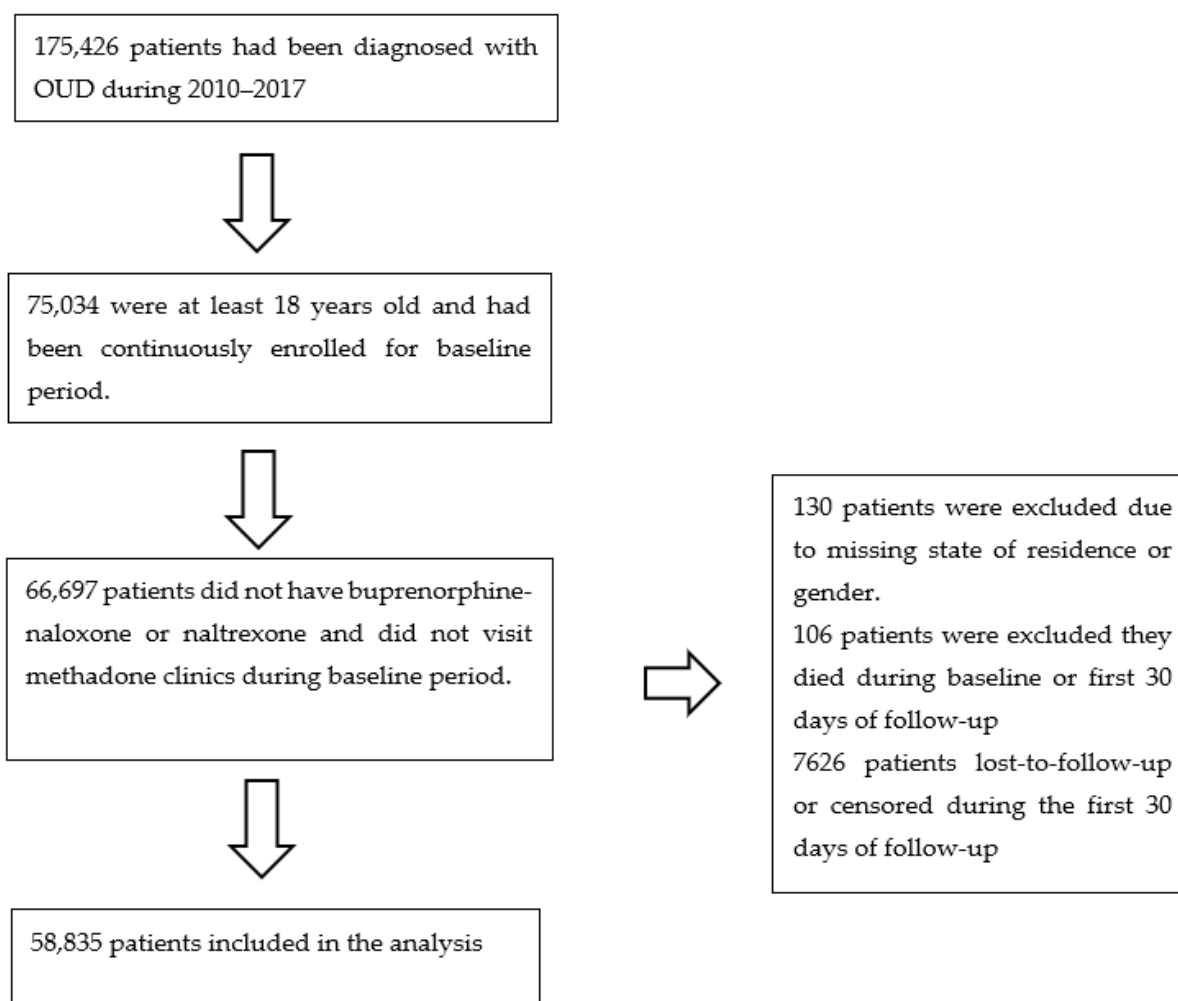 175,426 patients had been diagnosed with
OUD during 2010–2017
75,034 were at least 18 years old and had
been continuously enrolled for baseline
period.
66,697 patients did not have buprenorphine-
naloxone or naltrexone and did not visit
methadone clinics during baseline period.
130 patients were excluded due
to missing state of residence or
gender.
106 patients were excluded they
died during baseline or first 30
days of follow-up
7626 patients lost-to-follow-up
or censored during the first 30
days of follow-up
58,835 patients included in the analysis